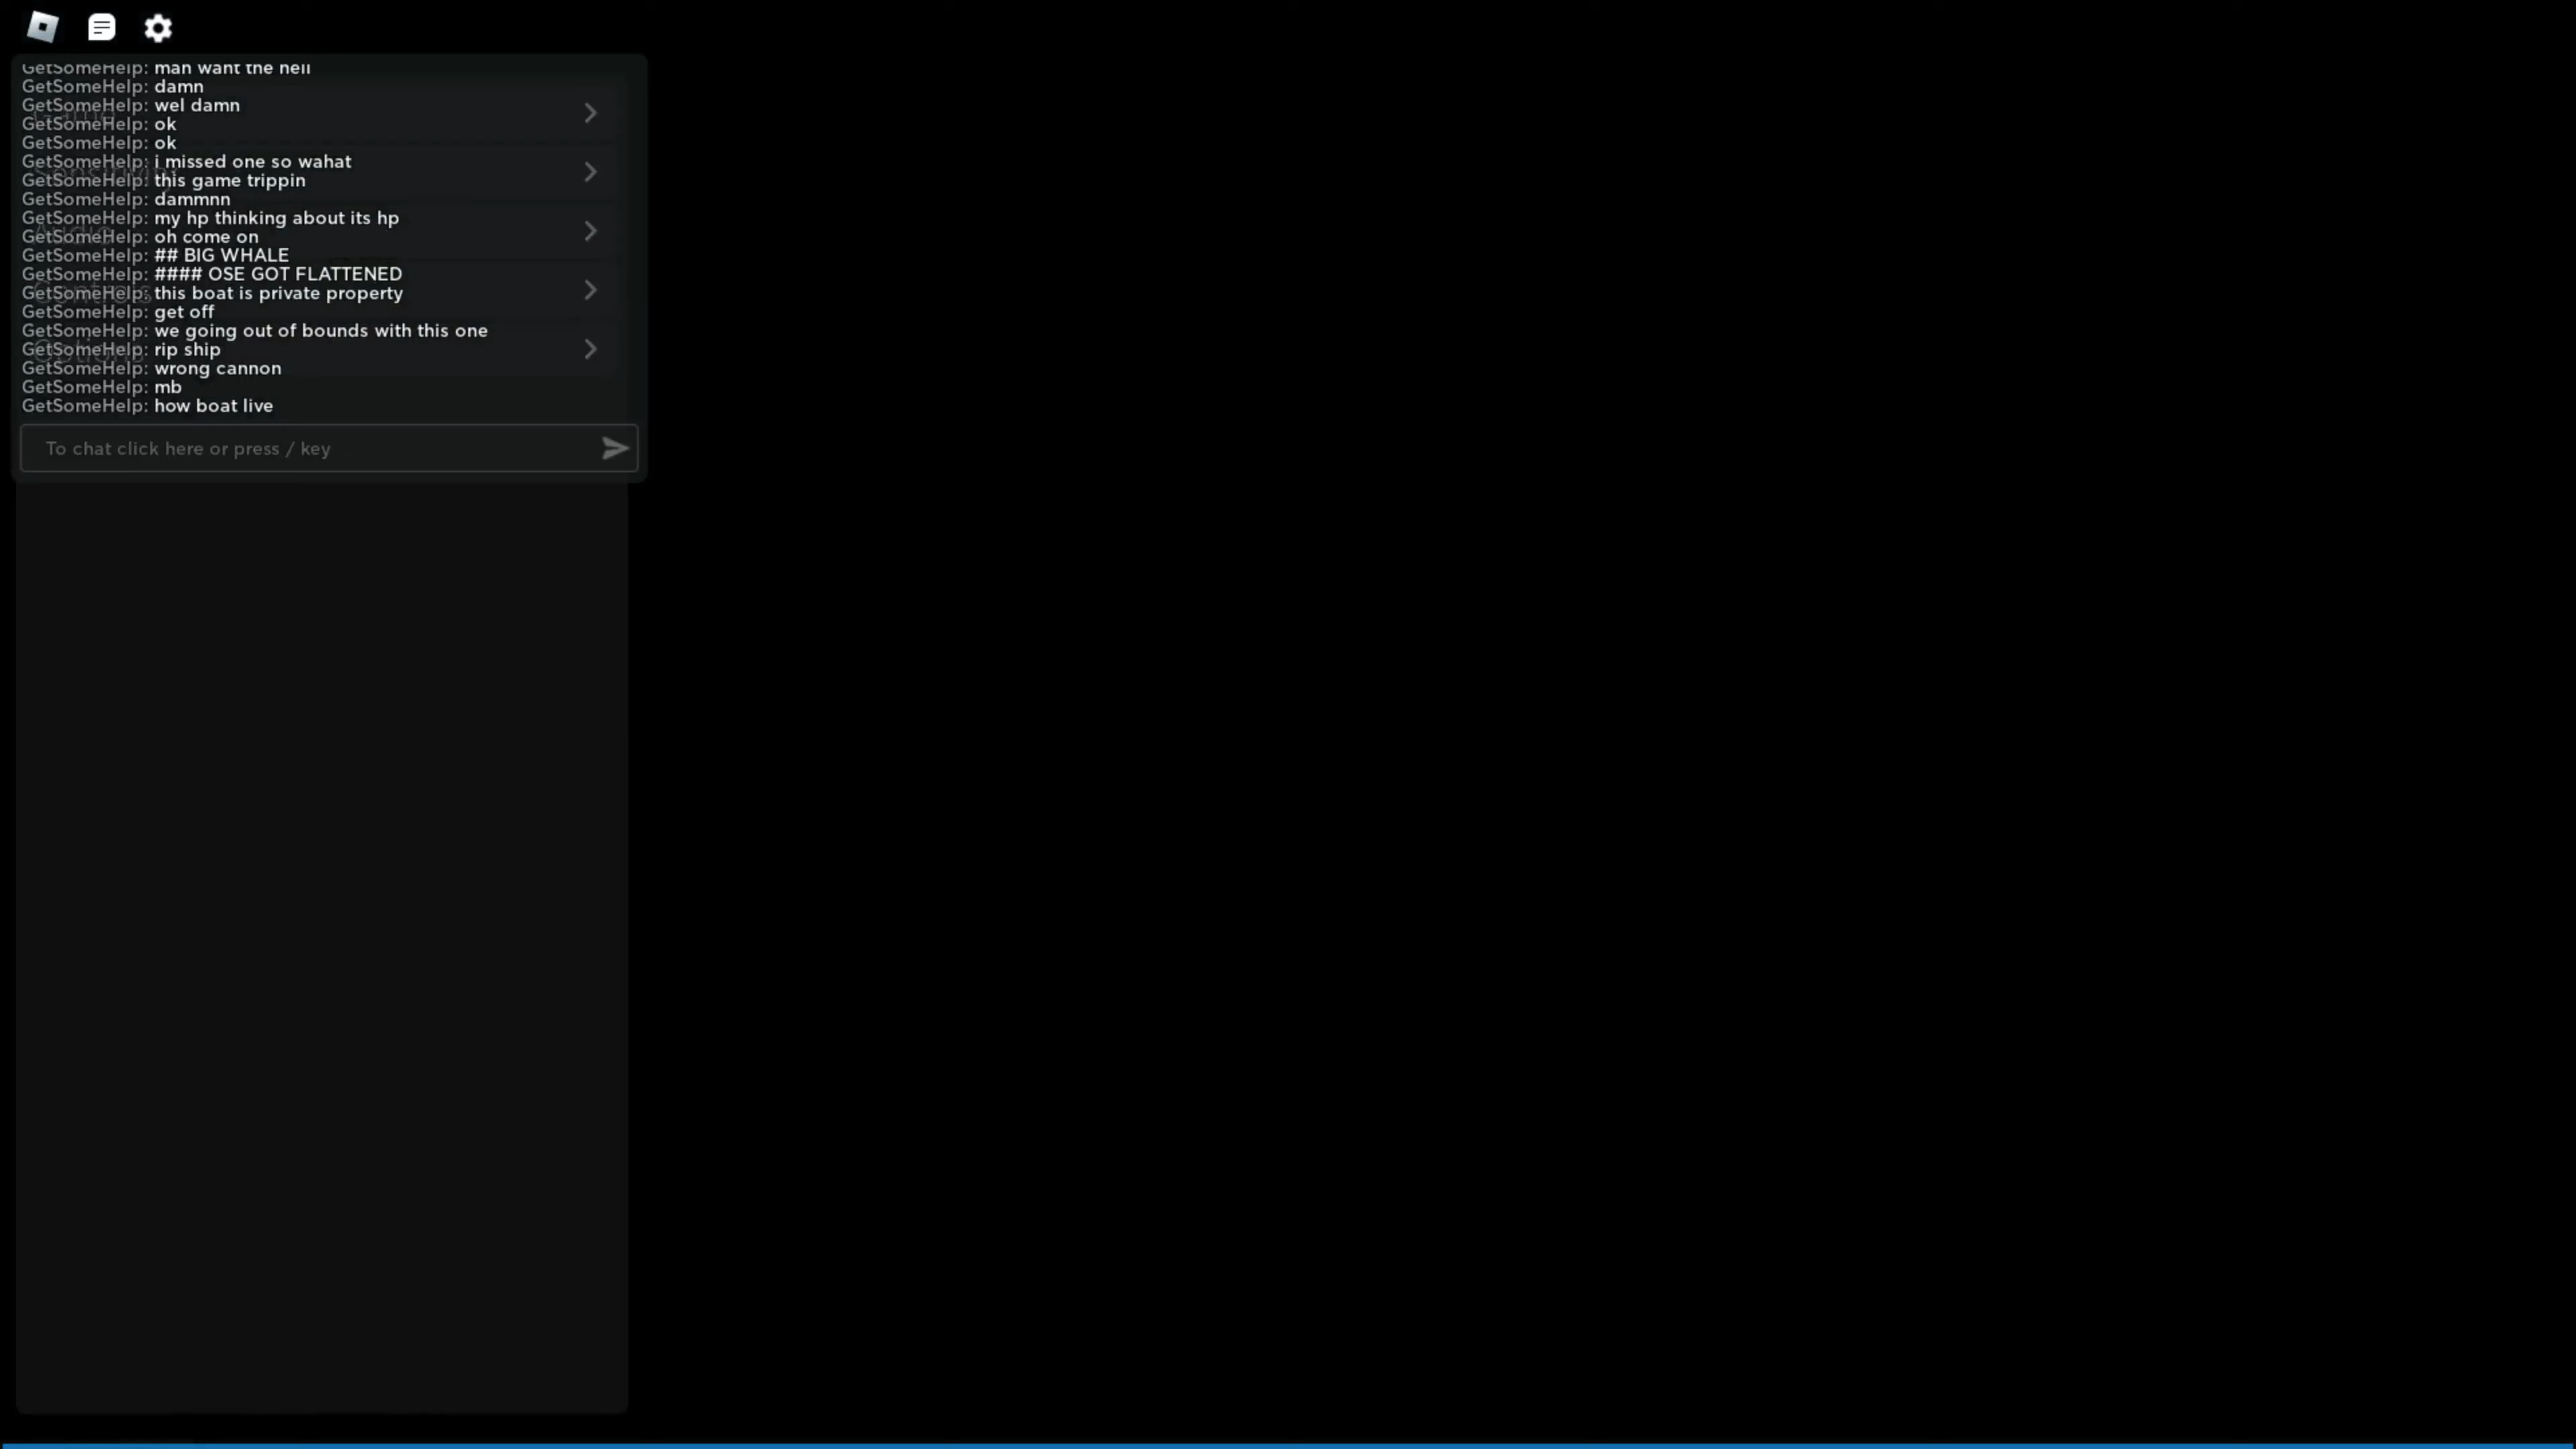 GetSomeHelp: man want the hell
GetSomeHelp: damn
GetSomeHelp: wel damn
GetSomeHelp: ok
GetSomeHelp: ok
GetSomeHelp: i missed one so wahat
GetSomeHelp: this game trippin
GetSomeHelp: dammnn
GetSomeHelp: my hp thinking about its hp
GetSomeHelp: oh come on
GetSomeHelp: ## BIG WHALE
GetSomeHelp: #### OSE GOT FLATTENED
GetSomeHelp: this boat is private property
GetSomeHelp: get off
GetSomeHelp: we going out of bounds with this one
GetSomeHelp: rip ship
GetSomeHelp: wrong cannon
GetSomeHelp: mb
GetSomeHelp: how boat live
To chat click here or press / key